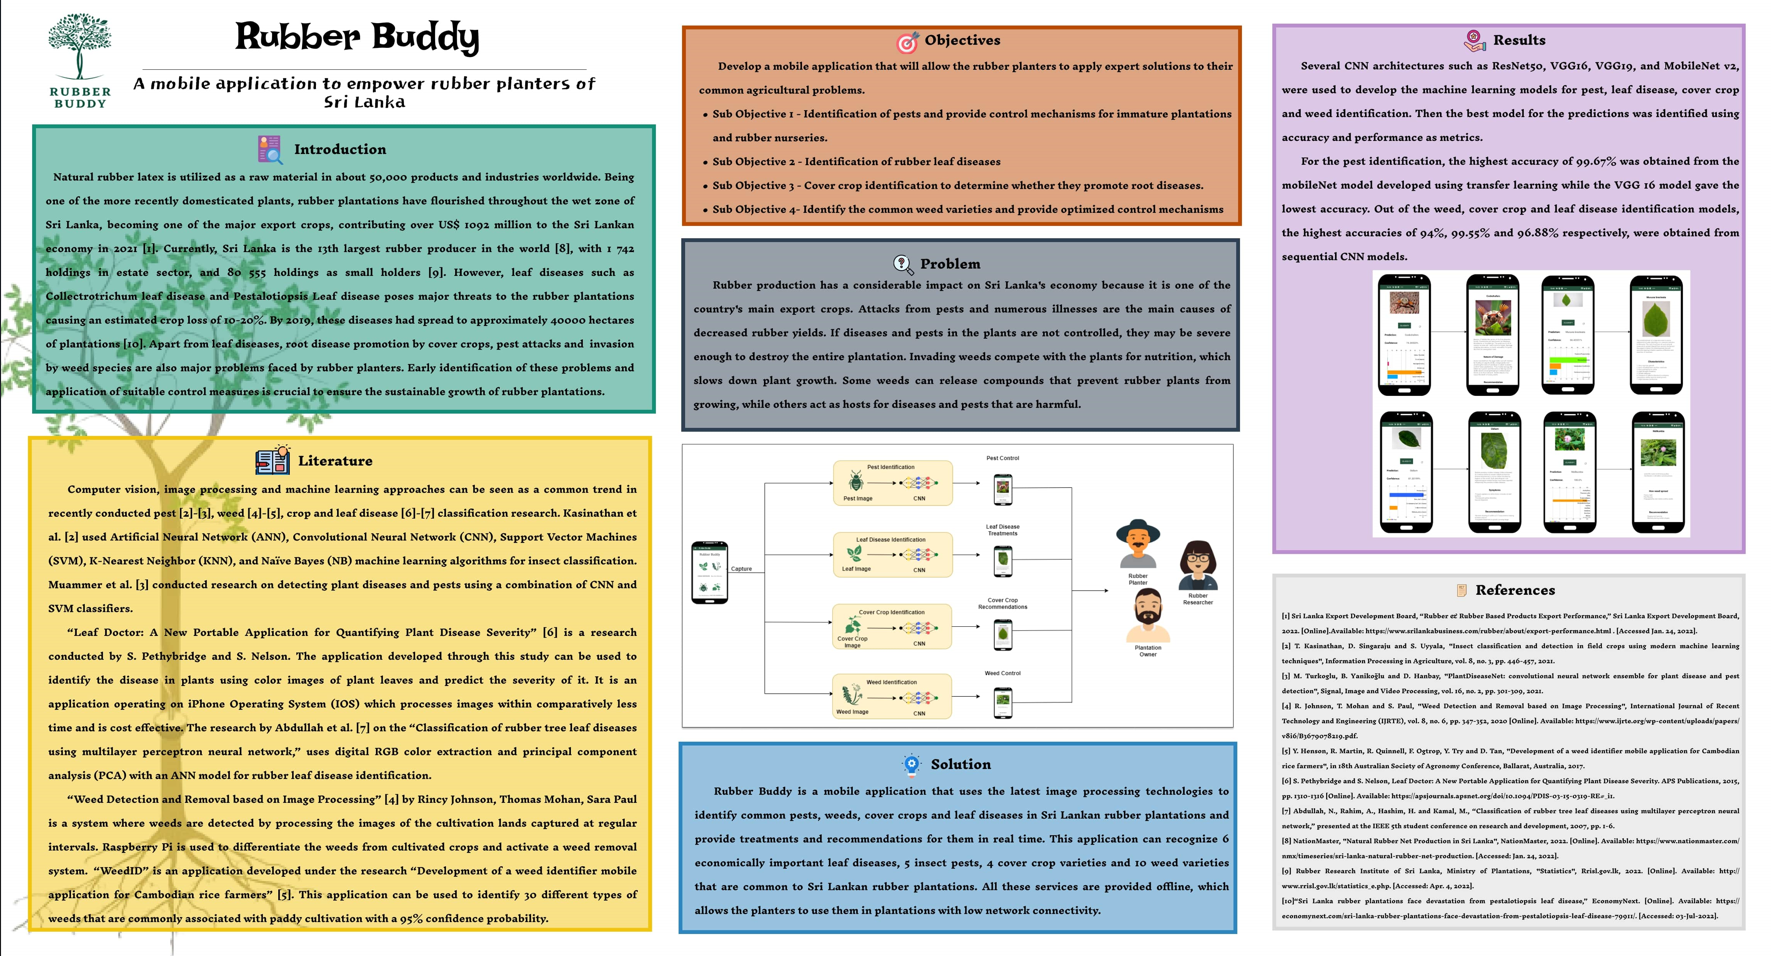 RUBBER
BUDDY
Rubber Buddy
A mobile application to empower rubber planters of
Sri Lanka
Introduction
Natural rubber latex is utilized as a raw material in about 50,000 products and industries worldwide. Being
one of the more recently domesticated plants, rubber plantations have flourished throughout the wet zone of
Sri Lanka, becoming one of the major export crops, contributing over US$ 1092 million to the Sri Lankan
economy in 2021 [1]. Currently, Sri Lanka is the 13th largest rubber producer in the world [8], with 1 742
holdings in estate sector, and 80 555 holdings as small holders [9]. However, leaf diseases such as
Collectrotrichum leaf disease and Pestalotiopsis Leaf disease poses major threats to the rubber plantations
causing an estimated crop loss of 10-20%. By 2019, these diseases had spread to approximately 40000 hectares
of plantations [10]. Apart from leaf diseases, root disease promotion by cover crops, pest attacks and invasion
by weed species are also major problems faced by rubber planters. Early identification of these problems and
application of suitable control measures is crucial to ensure the sustainable growth of rubber plantations.
Literature
Computer vision, image processing and machine learning approaches can be seen as a common trend in
recently conducted pest [2]-[3], weed [4]-[5], crop and leaf disease [6]-[7] classification research. Kasinathan et
al. [2] used Artificial Neural Network (ANN), Convolutional Neural Network (CNN), Support Vector Machines
(SVM), K-Nearest Neighbor (KNN), and Naïve Bayes (NB) machine learning algorithms for insect classification.
Muammer et al. [3] conducted research on detecting plant diseases and pests using a combination of CNN and
SVM classifiers.
“Leaf Doctor: A New Portable Application for Quantifying Plant Disease Severity” [6] is a research
conducted by S. Pethybridge and S. Nelson. The application developed through this study can be used to
identify the disease in plants using color images of plant leaves and predict the severity of it. It is an
application operating on iPhone Operating System (IOS) which processes images within comparatively less
time and is cost effective. The research by Abdullah et al. [7] on the “Classification of rubber tree leaf diseases
using multilayer perceptron neural network,” uses digital RGB color extraction and principal component
analysis (PCA) with an ANN model for rubber leaf disease identification.
“Weed Detection and Removal based on Image Processing” [4] by Rincy Johnson, Thomas Mohan, Sara Paul
is a system where weeds are detected by processing the images of the cultivation lands captured at regular
intervals. Raspberry Pi is used to differentiate the weeds from cultivated crops and activate a weed removal
system. “WeedID” is an application developed under the research “Development of a weed identifier mobile
application for Cambodian rice farmers” [5]. This application can be used to identify 30 different types of
weeds that are commonly associated with paddy cultivation with a 95% confidence probability.
Objectives
Develop a mobile application that will allow the rubber planters to apply expert solutions to their
common agricultural problems.
• Sub Objective 1 - Identification of pests and provide control mechanisms for immature plantations
and rubber nurseries.
• Sub Objective 2 - Identification of rubber leaf diseases
• Sub Objective 3 - Cover crop identification to determine whether they promote root diseases.
• Sub Objective 4- Identify the common weed varieties and provide optimized control mechanisms
Problem
Rubber production has a considerable impact on Sri Lanka's economy because it is one of the
country's main export crops. Attacks from pests and numerous illnesses are the main causes of
decreased rubber yields. If diseases and pests in the plants are not controlled, they may be severe
enough to destroy the entire plantation. Invading weeds compete with the plants for nutrition, which
slows down plant growth. Some weeds can release compounds that prevent rubber plants from
growing, while others act as hosts for diseases and pests that are harmful.
Capture
Pest Identification
Pest Image
CNN
Pest Control
Leaf Disease Identification
Leaf Image
CNN
Leaf Disease
Treatments
Cover Crop Identification
Cover Crop
Image
CNN
Cover Crop
Recommendations
Weed Identification
Weed Image
CNN
Weed Control
Rubber
Planter
Rubber
Researcher
Plantation
Owner
Solution
Rubber Buddy is a mobile application that uses the latest image processing technologies to
identify common pests, weeds, cover crops and leaf diseases in Sri Lankan rubber plantations and
provide treatments and recommendations for them in real time. This application can recognize 6
economically important leaf diseases, 5 insect pests, 4 cover crop varieties and 10 weed varieties
that are common to Sri Lankan rubber plantations. All these services are provided offline, which
allows the planters to use them in plantations with low network connectivity.
Results
Several CNN architectures such as ResNet50, VGG16, VGG19, and MobileNet v2,
were used to develop the machine learning models for pest, leaf disease, cover crop
and weed identification. Then the best model for the predictions was identified using
accuracy and performance as metrics.
For the pest identification, the highest accuracy of 99.67% was obtained from the
mobileNet model developed using transfer learning while the VGG 16 model gave the
lowest accuracy. Out of the weed, cover crop and leaf disease identification models,
the highest accuracies of 94%, 99.55% and 96.88% respectively, were obtained from
sequential CNN models.
References
[1] Sri Lanka Export Development Board, “Rubber & Rubber Based Products Export Performance,” Sri Lanka Export Development Board,
2022. [Online].Available: https://www.srilankabusiness.com/rubber/about/export-performance.html . [Accessed Jan. 24, 2022].
[2] T. Kasinathan, D. Singaraju and S. Uyyala, “Insect classification and detection in field crops using modern machine learning
techniques”, Information Processing in Agriculture, vol. 8, no. 3, pp. 446-457, 2021.
[3] M. Turkoglu, B. Yanikoğlu and D. Hanbay, “PlantDiseaseNet: convolutional neural network ensemble for plant disease and pest
detection”, Signal, Image and Video Processing, vol. 16, no. 2, pp. 301-309, 2021.
[4] R. Johnson, T. Mohan and S. Paul, “Weed Detection and Removal based on Image Processing”, International Journal of Recent
Technology and Engineering (IJRTE), vol. 8, no. 6, pp. 347-352, 2020 [Online]. Available: https://www.ijrte.org/wp-content/uploads/papers/
v8i6/B3679078219.pdf.
[5] Y. Henson, R. Martin, R. Quinnell, F. Ogtrop, Y. Try and D. Tan, “Development of a weed identifier mobile application for Cambodian
rice farmers”, in 18th Australian Society of Agronomy Conference, Ballarat, Australia, 2017.
[6] S. Pethybridge and S. Nelson, Leaf Doctor: A New Portable Application for Quantifying Plant Disease Severity. APS Publications, 2015,
pp. 1310-1316 [Online]. Available: https://apsjournals.apsnet.org/doi/10.1094/PDIS-03-15-0319-RE#_i1.
[7] Abdullah, N., Rahim, A., Hashim, H. and Kamal, M., “Classification of rubber tree leaf diseases using multilayer perceptron neural
network,” presented at the IEEE 5th student conference on research and development, 2007, pp. 1-6.
[8] NationMaster, “Natural Rubber Net Production in Sri Lanka”, NationMaster, 2022. [Online]. Available: https://www.nationmaster.com/
nmx/timeseries/sri-lanka-natural-rubber-net-production. [Accessed: Jan. 24, 2022].
[9] Rubber Research Institute of Sri Lanka, Ministry of Plantations, "Statistics", Rrisl.gov.lk, 2022. [Online]. Available: http://
www.rrisl.gov.lk/statistics_e.php. [Accessed: Apr. 4, 2022].
[10]“Sri Lanka rubber plantations face devastation from pestalotiopsis leaf disease,” EconomyNext. [Online]. Available: https://
economynext.com/sri-lanka-rubber-plantations-face-devastation-from-pestalotiopsis-leaf-disease-79911/. [Accessed: 03-Jul-2022].